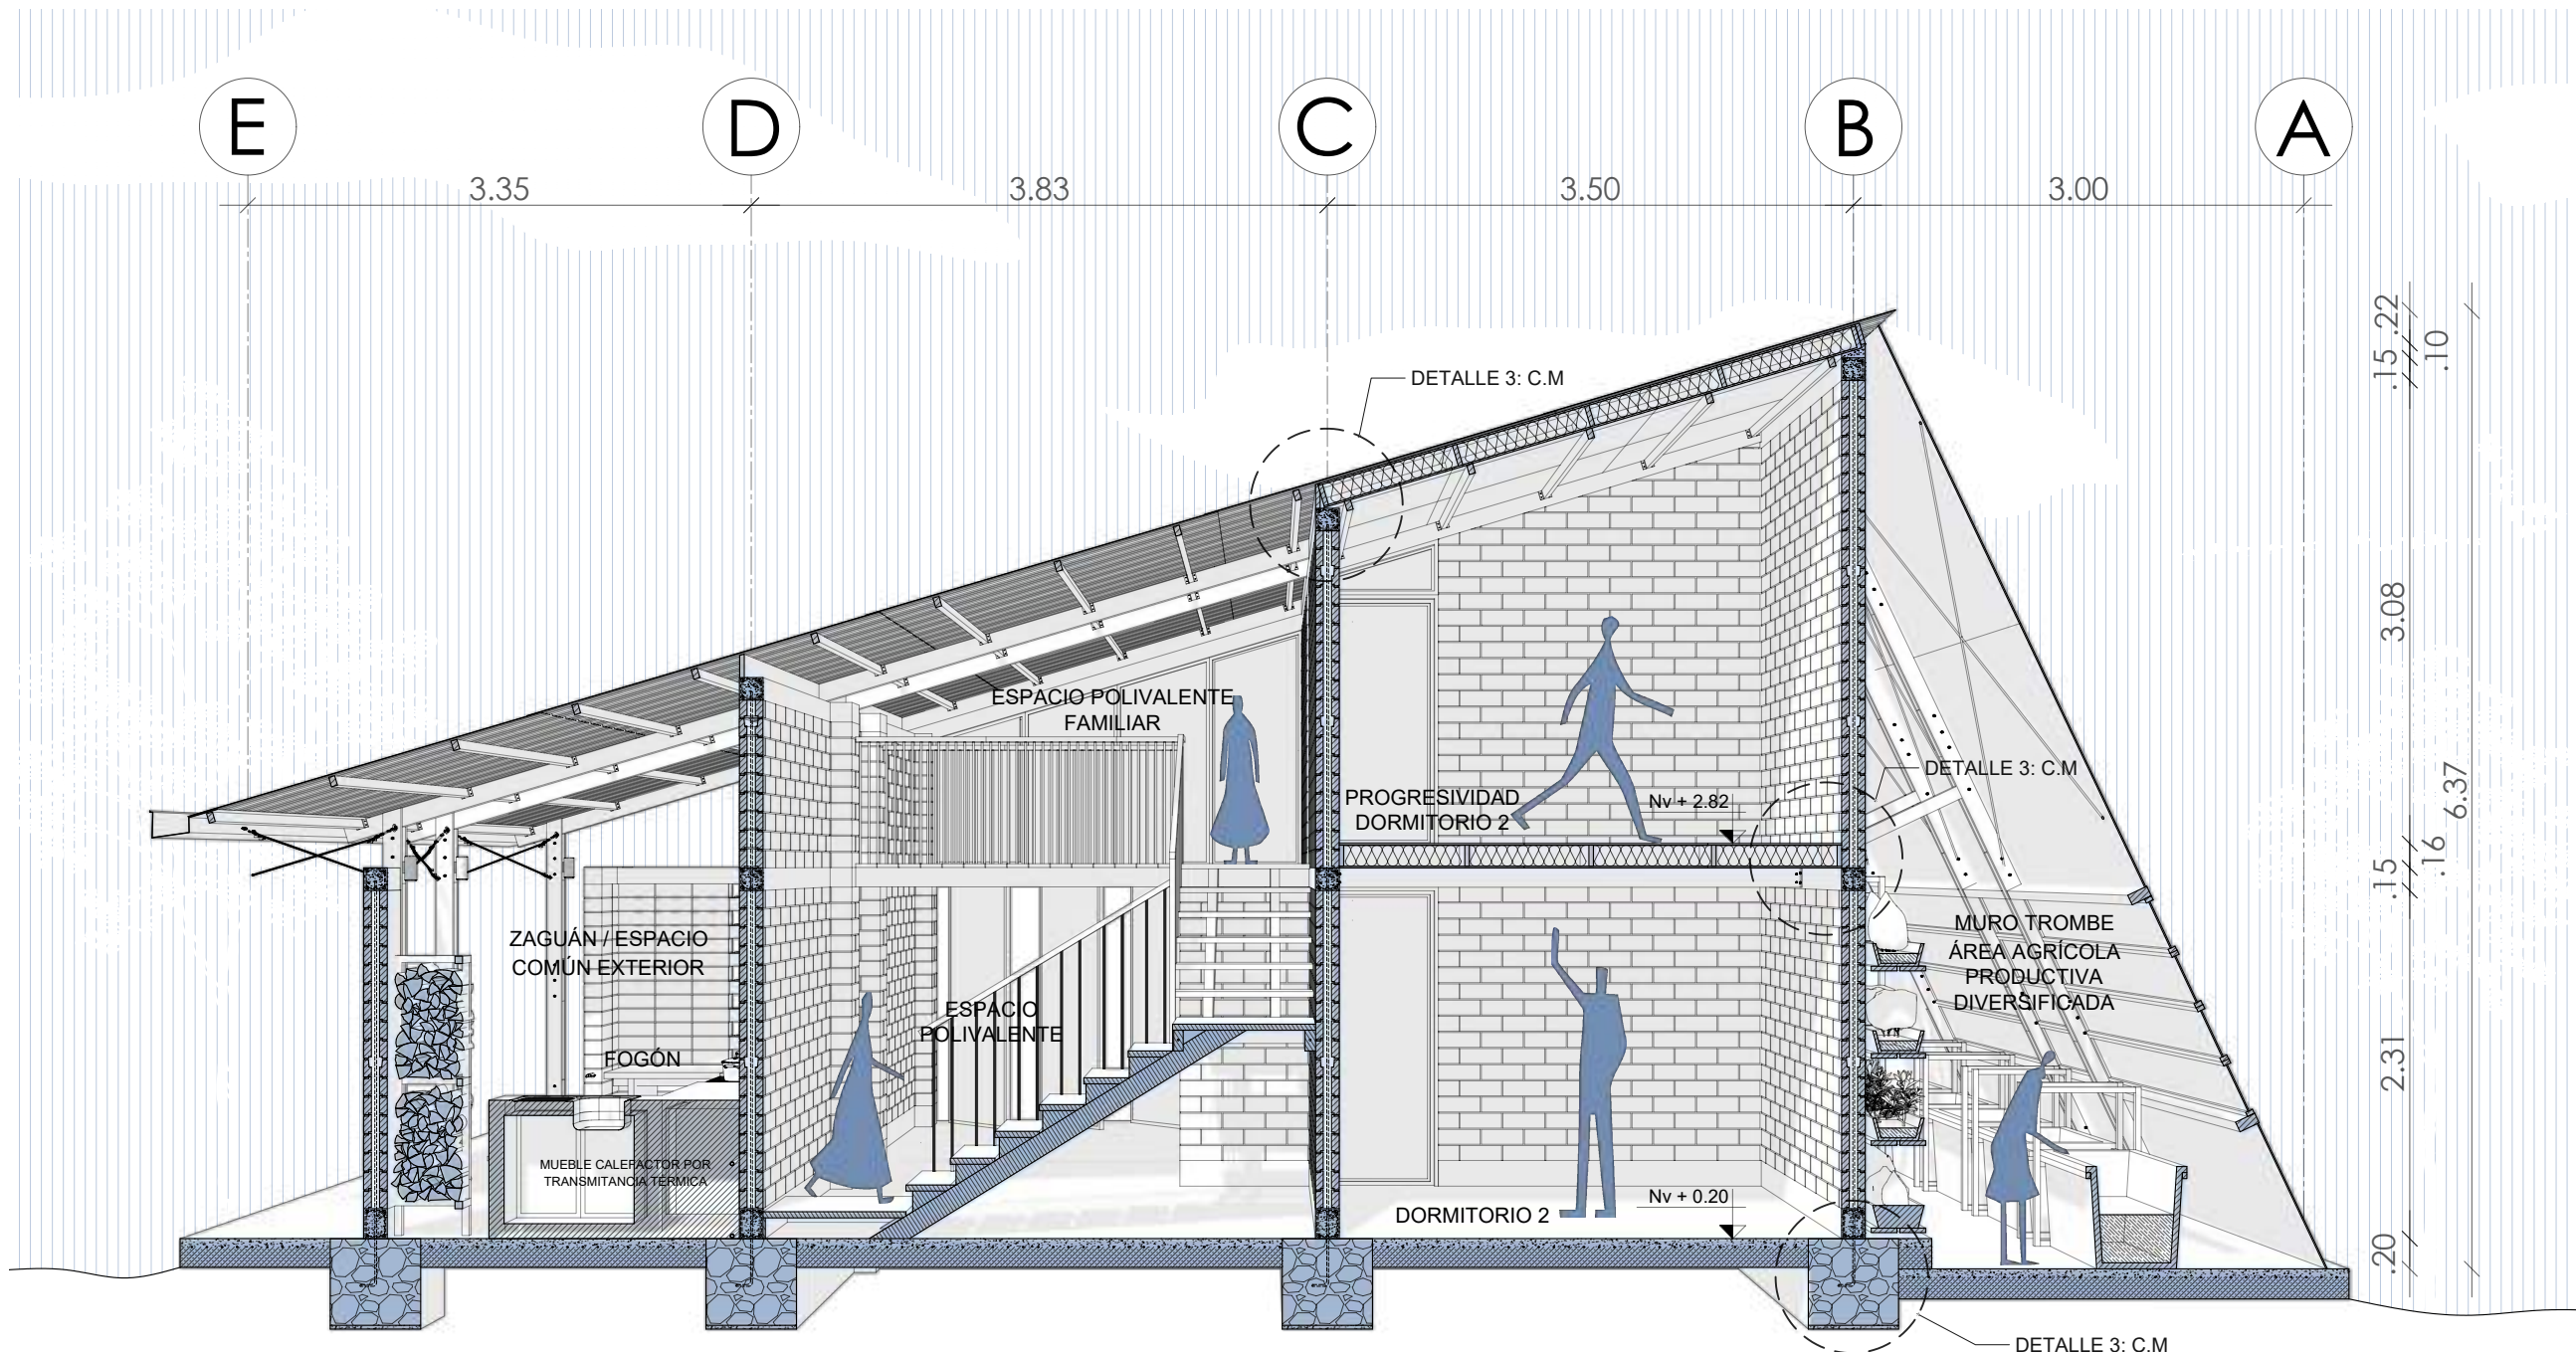 E
D
C
B
A
3.35
3.83
3.50
3.00
.22
.15
.10
DETALLE 3: C.M
3.08
ESPACIO POLIVALENTE
FAMILIAR
DETALLE 3: C.M
PROGRESIVIDAD
DORMITORIO 2
Nv + 2.82
6.37
.16
.15
ZAGUÁN / ESPACIO
COMÚN EXTERIOR
MURO TROMBE
ÁREA AGRÍCOLA
PRODUCTIVA
DIVERSIFICADA
ESPACIO
POLIVALENTE
FOGÓN
2.31
MUEBLE CALEFACTOR POR
TRANSMITANCIA TÉRMICA
DORMITORIO 2
Nv + 0.20
.20
DETALLE 3: C.M